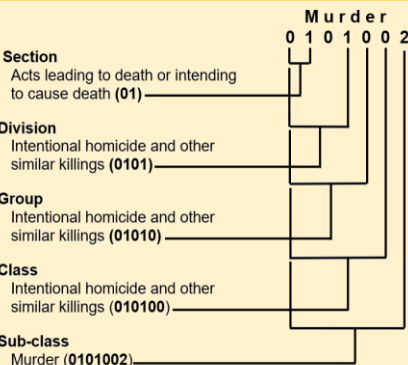 Murder
0 1 0 1 0 0 2
Section
Acts leading to death or intending
to cause death (01)
Division
Intentional homicide and other
similar killings (0101)
Group
Intentional homicide and other
similar killings (01010)
Class
Intentional homicide and other
similar killings (010100)
Sub-class
Murder (0101002)